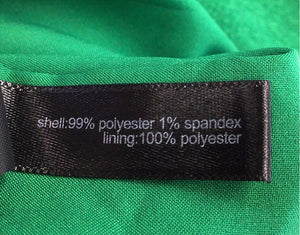 shell:99% polyester 1% spandex
lining:100% polyester